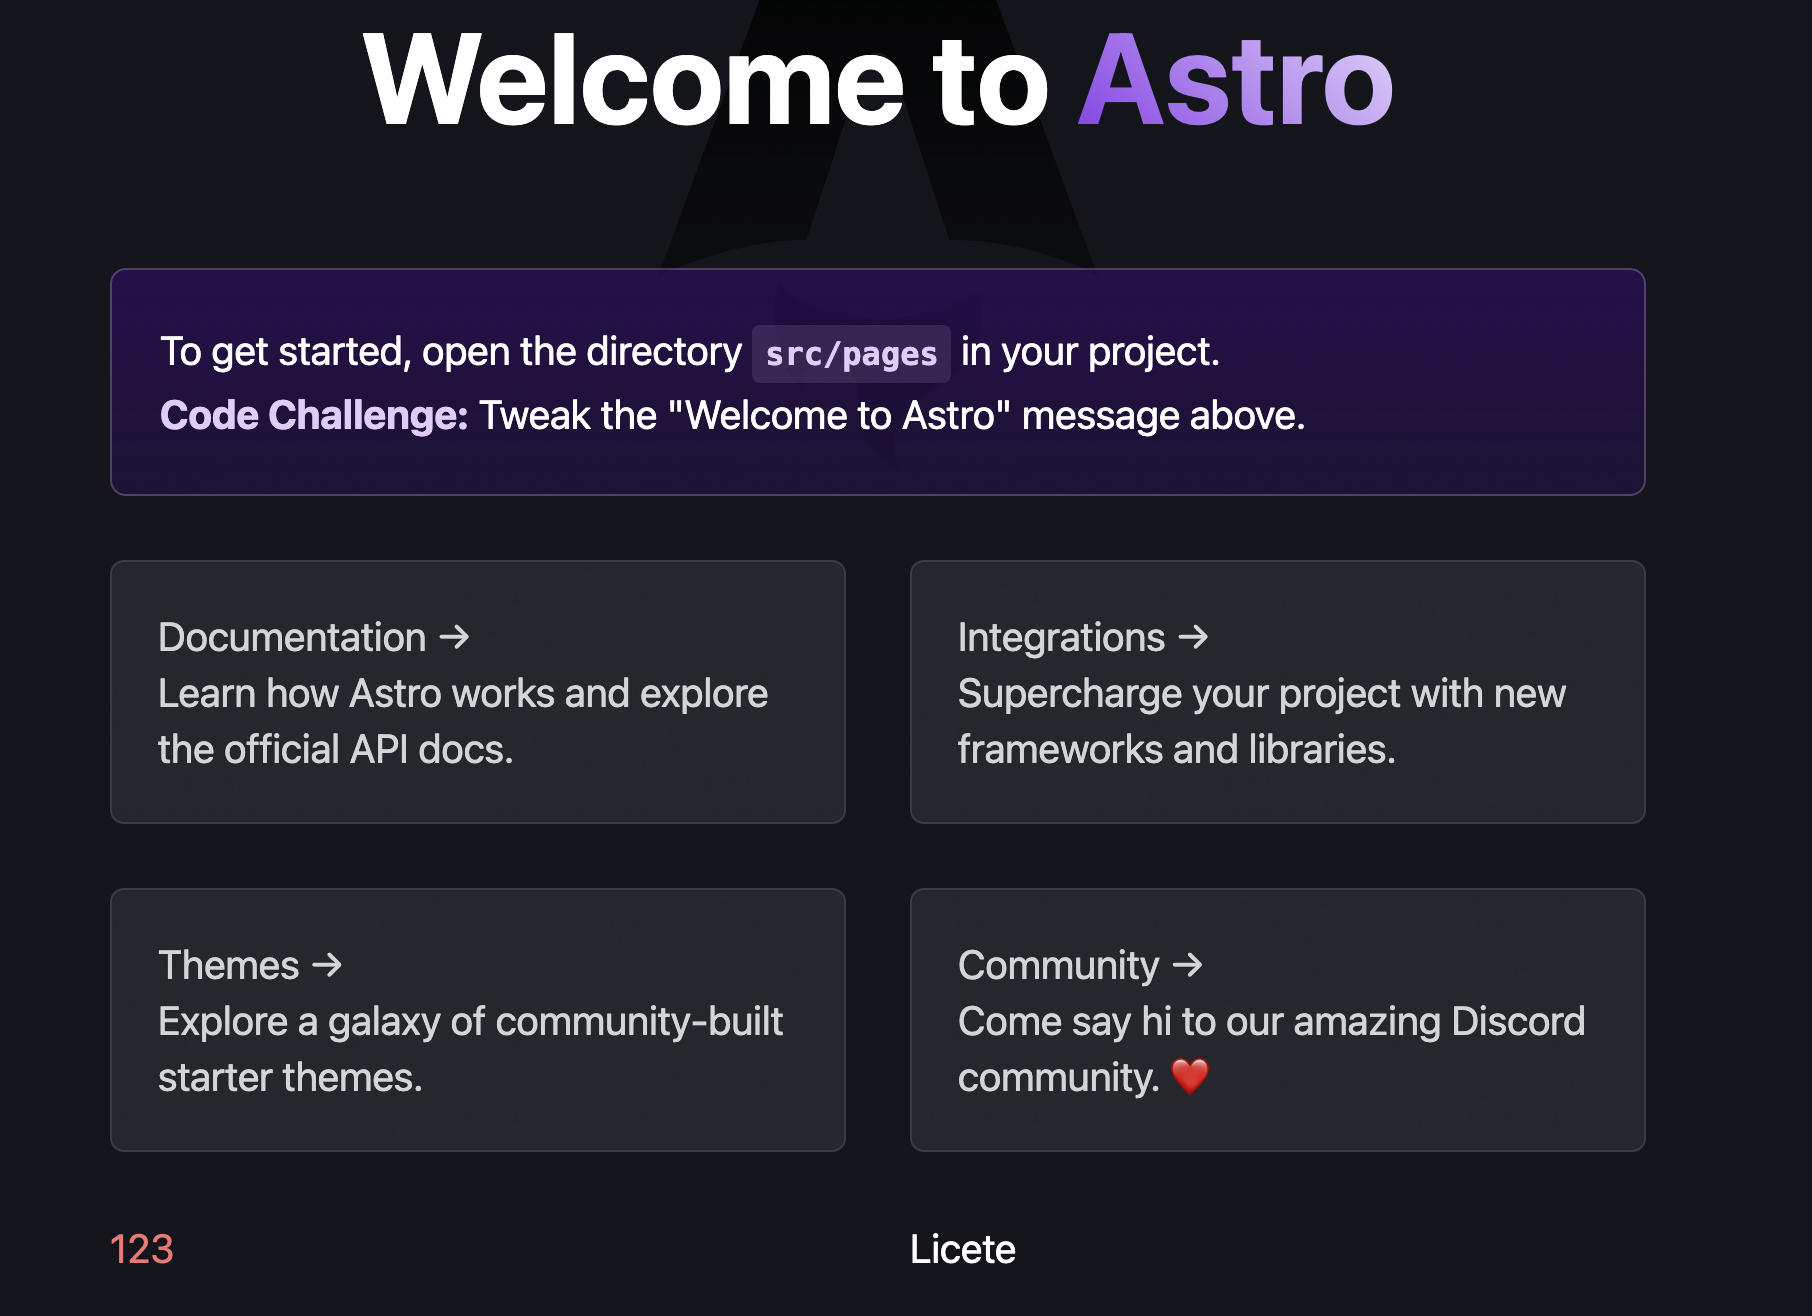 Welcome to Astro
To get started, open the directory src/pages in your project.
Code Challenge: Tweak the "Welcome to Astro" message above.
Documentation →
Learn how Astro works and explore
the official API docs.
Integrations →
Supercharge your project with new
frameworks and libraries.
Themes →
Explore a galaxy of community-built
starter themes.
Community →
Come say hi to our amazing Discord
community. ❤️
123
Licete